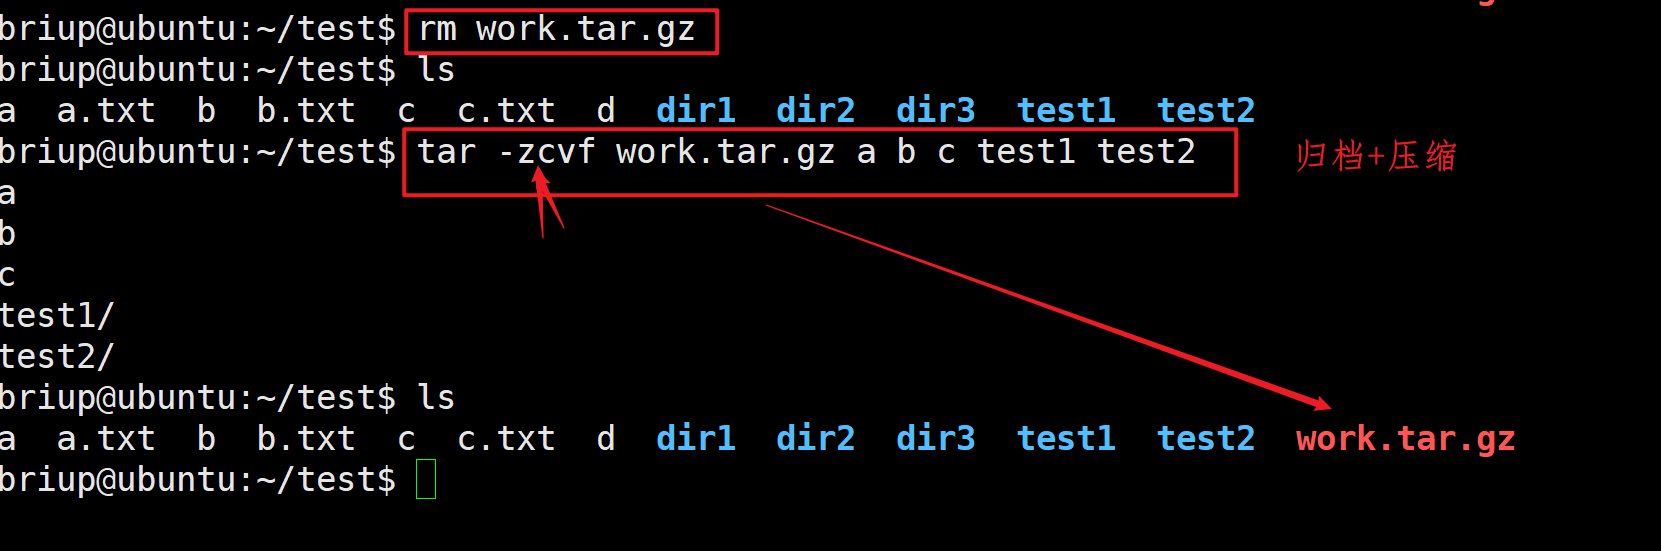 briup@ubuntu:~/test$ rm work.tar.gz
briup@ubuntu:~/test$ ls
a  a.txt  b  b.txt  c  c.txt  d  dir1  dir2  dir3  test1  test2
briup@ubuntu:~/test$ tar -zcvf work.tar.gz a b c test1 test2
归档+压缩
a
b
c
test1/
test2/
briup@ubuntu:~/test$ ls
a  a.txt  b  b.txt  c  c.txt  d  dir1  dir2  dir3  test1  test2  work.tar.gz
briup@ubuntu:~/test$